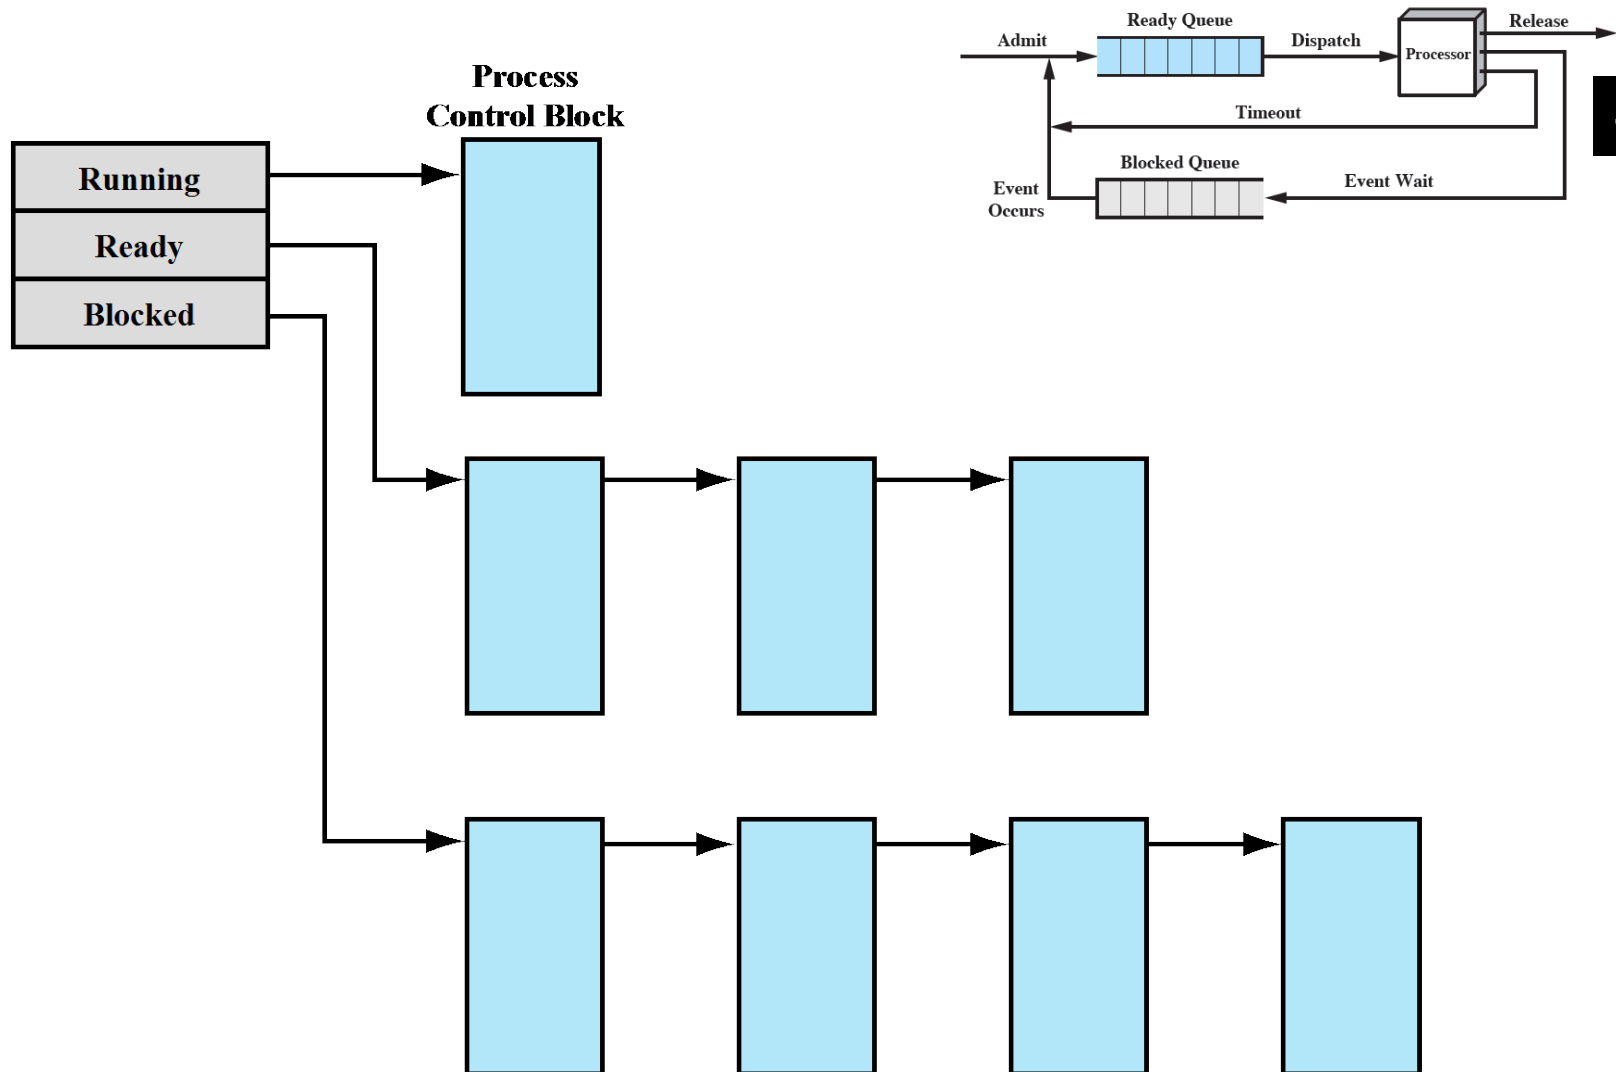 Process
Control Block
Running
Ready
Blocked
Ready Queue
Admit
Dispatch
Processor
Release
Timeout
Blocked Queue
Event Wait
Event
Occurs